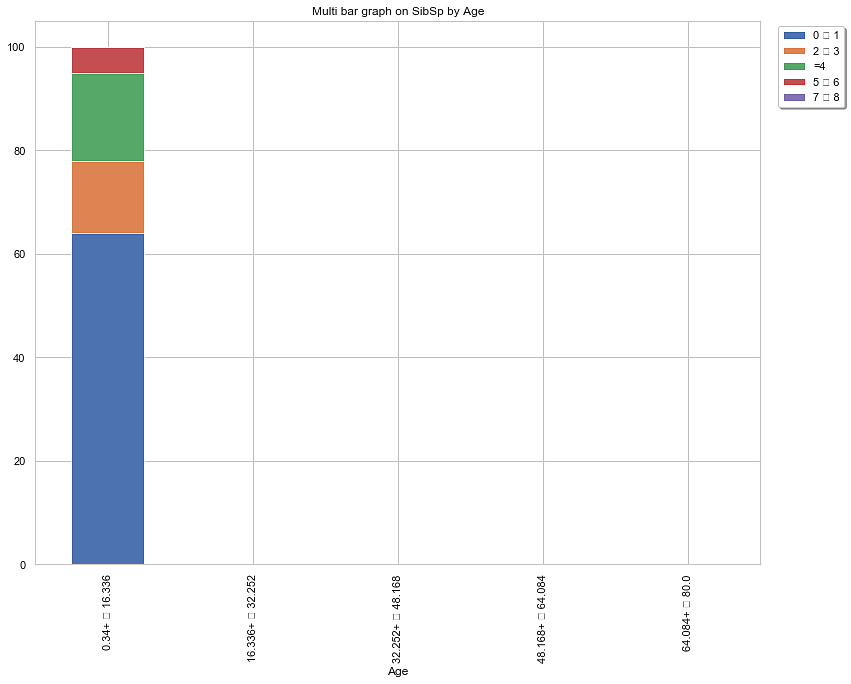 Multi bar graph on SibSp by Age
100
80
60
40
20
0
0 □ 1
2 □ 3
=4
5 □ 6
7 □ 8
0.34+ □ 16.336
16.336+ □ 32.252
32.252+ □ 48.168
48.168+ □ 64.084
64.084+ □ 80.0
Age